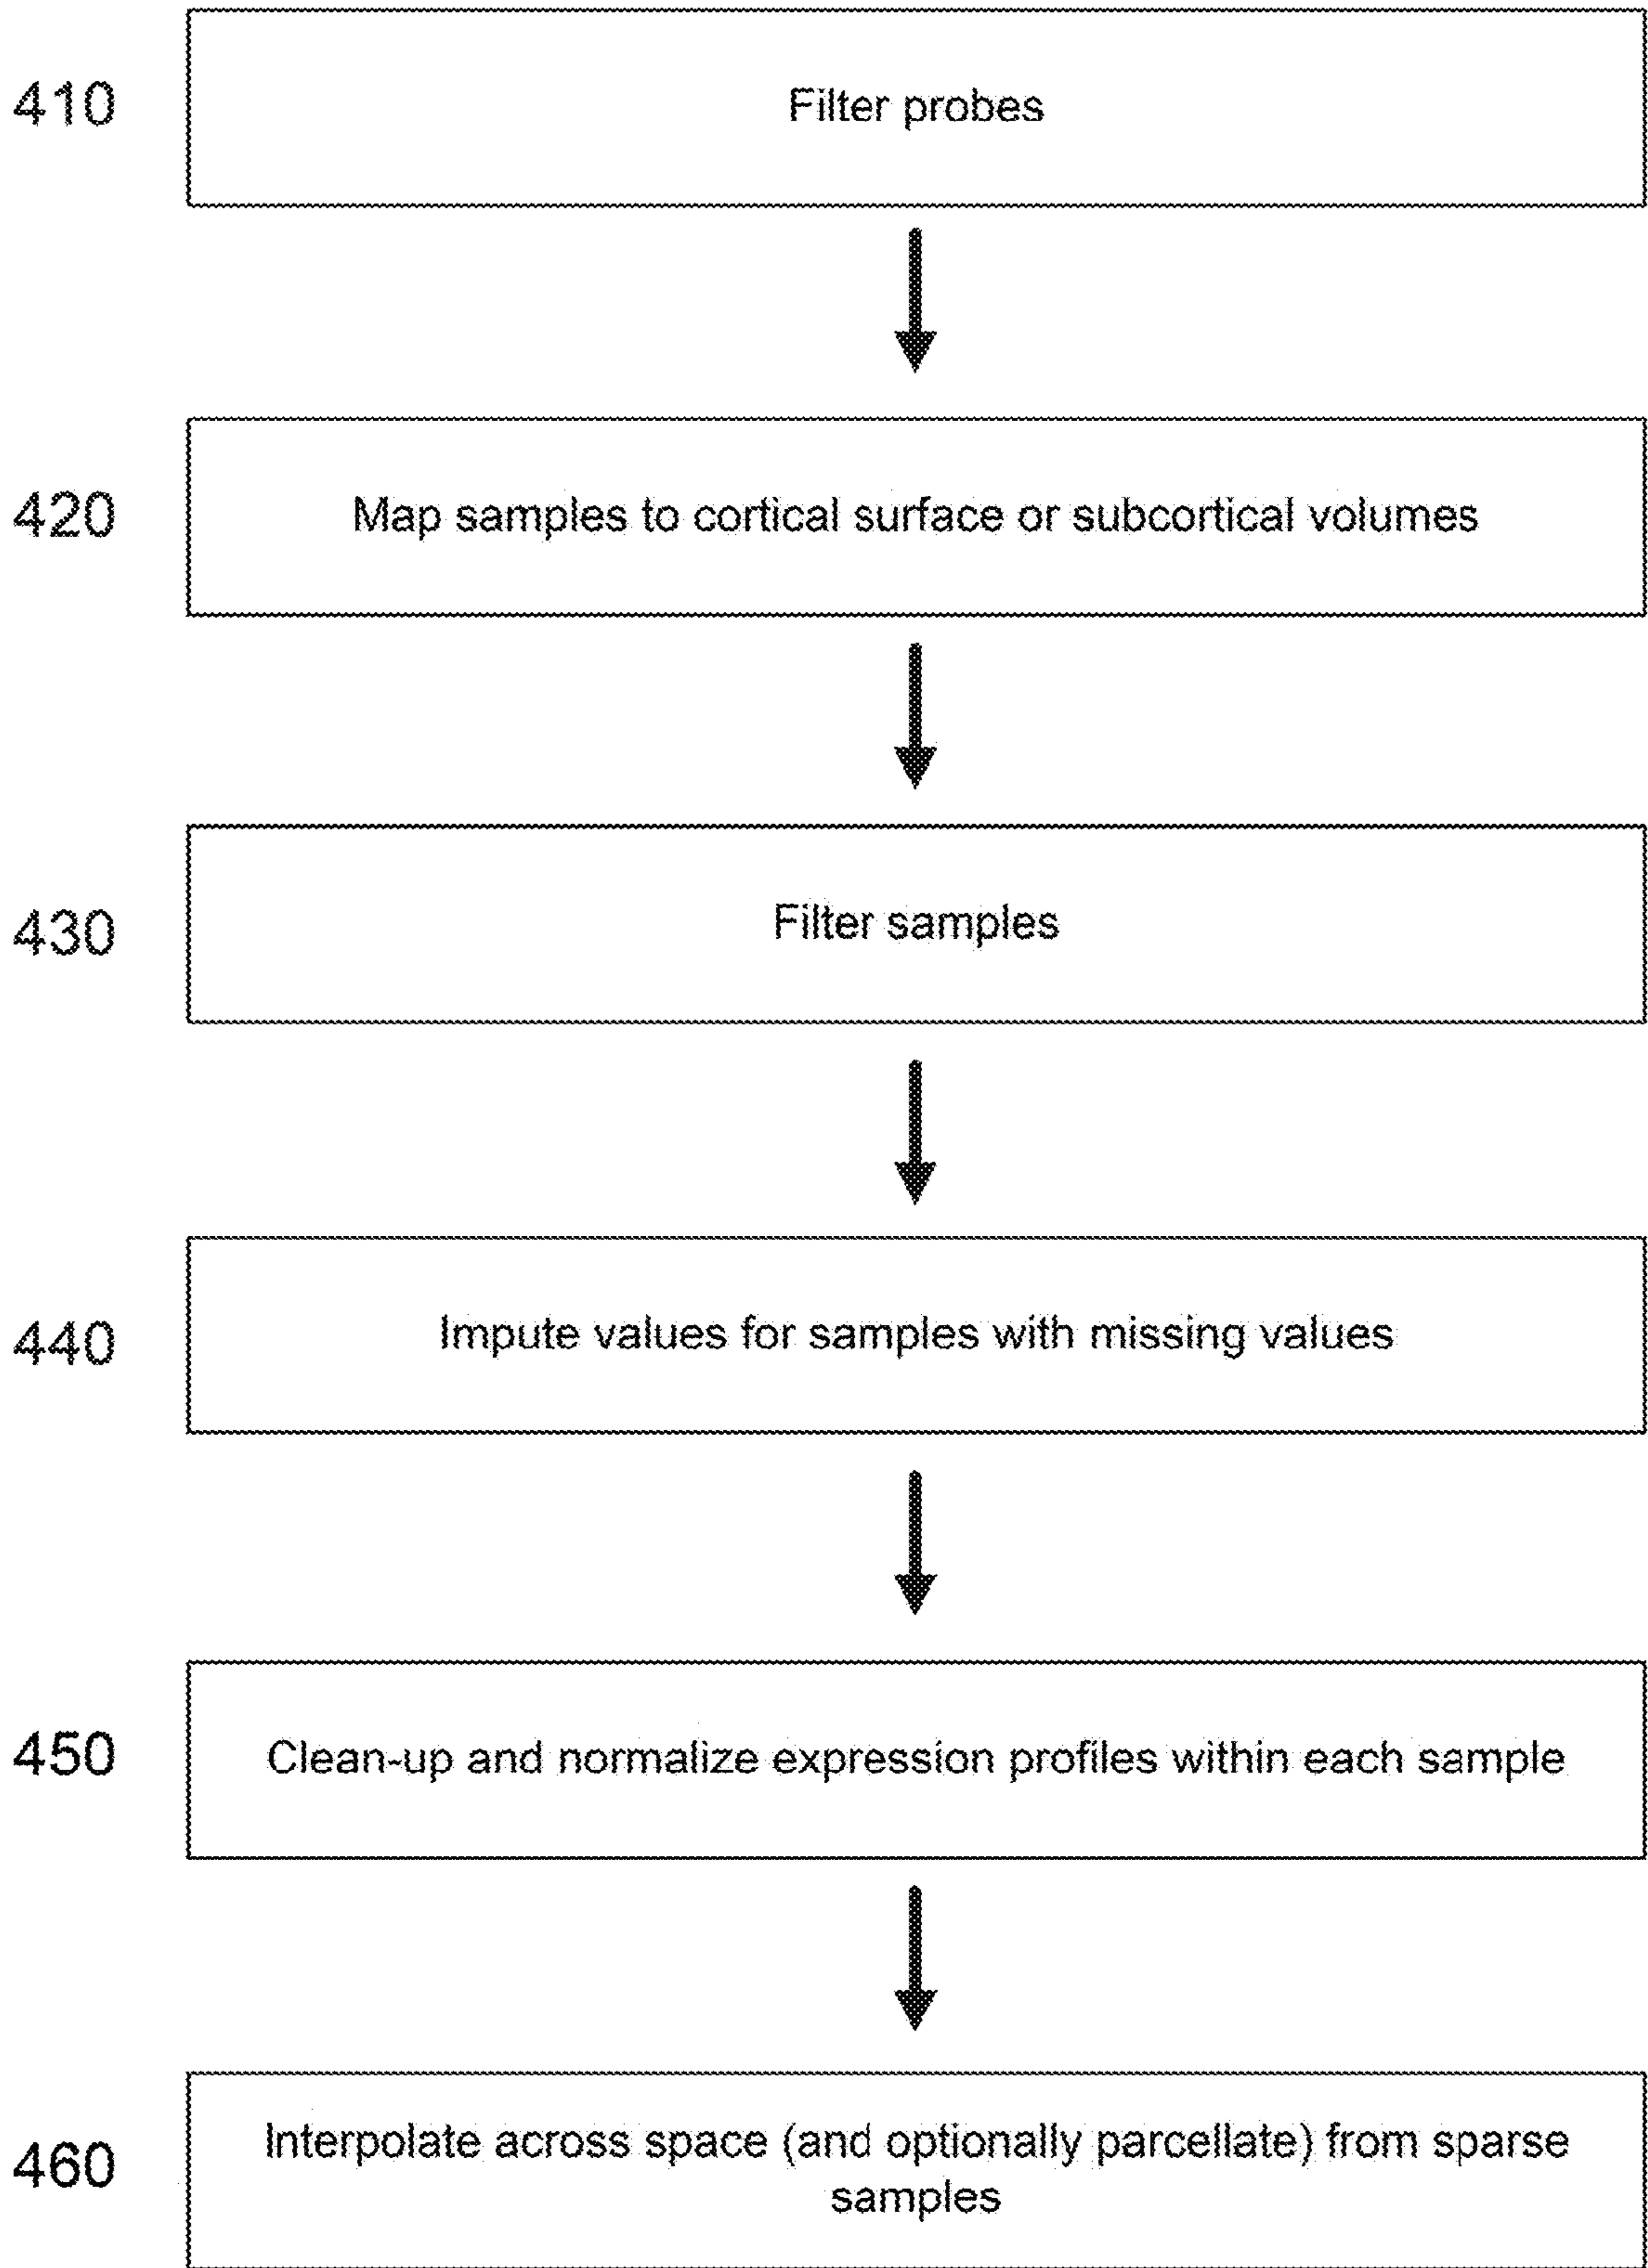 410
Filter probes
420
Map samples to cortical surface or subcortical volumes
430
Filter samples
440
Impute values for samples with missing values
450
Clean-up and normalize expression profiles within each sample
460
Interpolate across space (and optionally parcellate) from sparse
samples